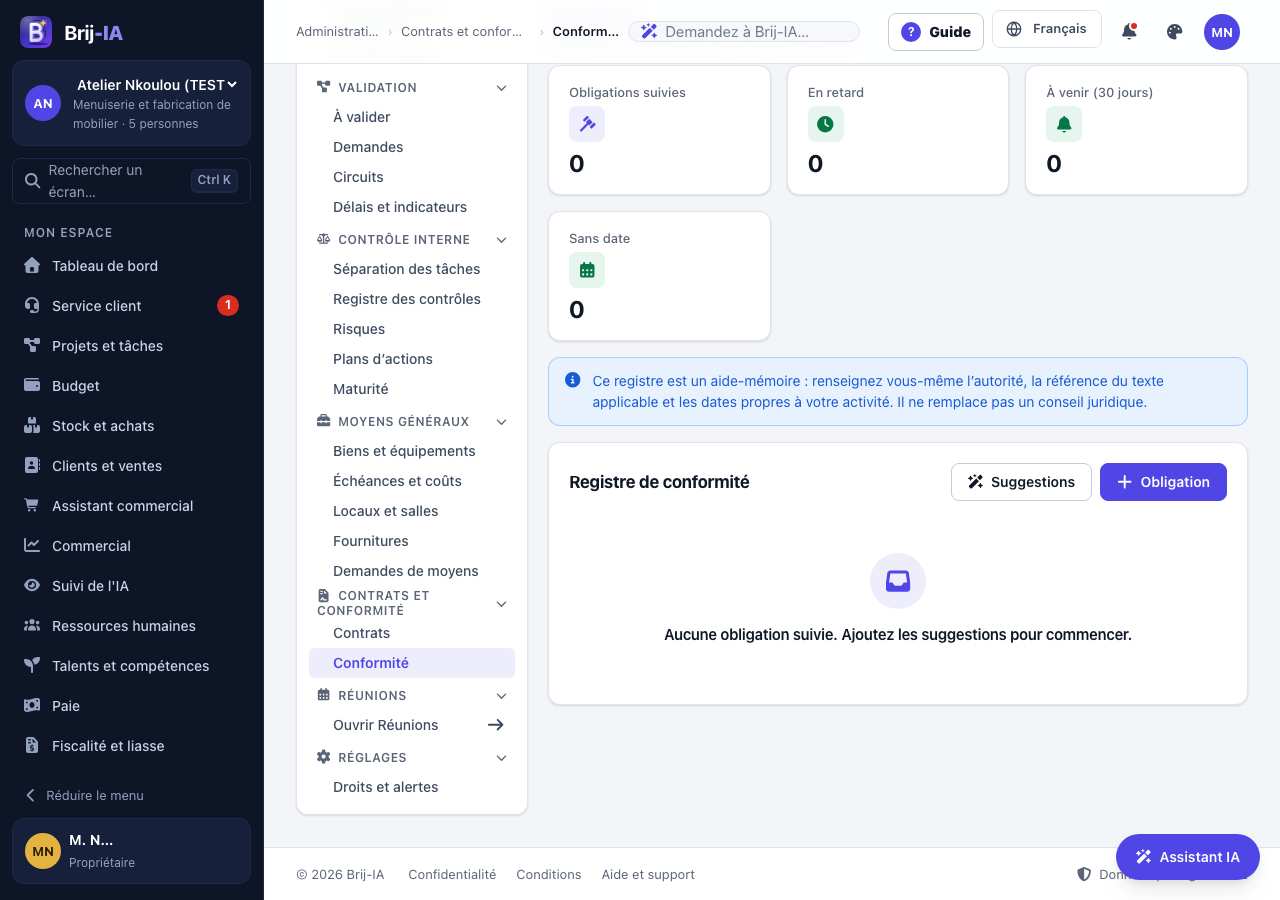 Brij-IA
AN
Atelier Nkoulou (TEST
Menuiserie et fabrication de
mobilier · 5 personnes
Rechercher un
écran...
Ctrl K
MON ESPACE
Tableau de bord
Service client
1
Projets et tâches
Budget
Stock et achats
Clients et ventes
Assistant commercial
Commercial
Suivi de l'IA
Ressources humaines
Talents et compétences
Paie
Fiscalité et liasse
Réduire le menu
MN
M. N...
Propriétaire
Administrati... › Contrats et confor... › Conform...
Demandez à Brij-IA...
? Guide
Français
MN
VALIDATION
À valider
Demandes
Circuits
Délais et indicateurs
CONTRÔLE INTERNE
Séparation des tâches
Registre des contrôles
Risques
Plans d'actions
Maturité
MOYENS GÉNÉRAUX
Biens et équipements
Échéances et coûts
Locaux et salles
Fournitures
Demandes de moyens
CONTRATS ET
CONFORMITÉ
Contrats
Conformité
RÉUNIONS
Ouvrir Réunions
RÉGLAGES
Droits et alertes
Obligations suivies
0
En retard
0
À venir (30 jours)
0
Sans date
0
Ce registre est un aide-mémoire : renseignez vous-même l'autorité, la référence du texte
applicable et les dates propres à votre activité. Il ne remplace pas un conseil juridique.
Registre de conformité
Suggestions
Obligation
Aucune obligation suivie. Ajoutez les suggestions pour commencer.
© 2026 Brij-IA
Confidentialité
Conditions
Aide et support
Assistant IA